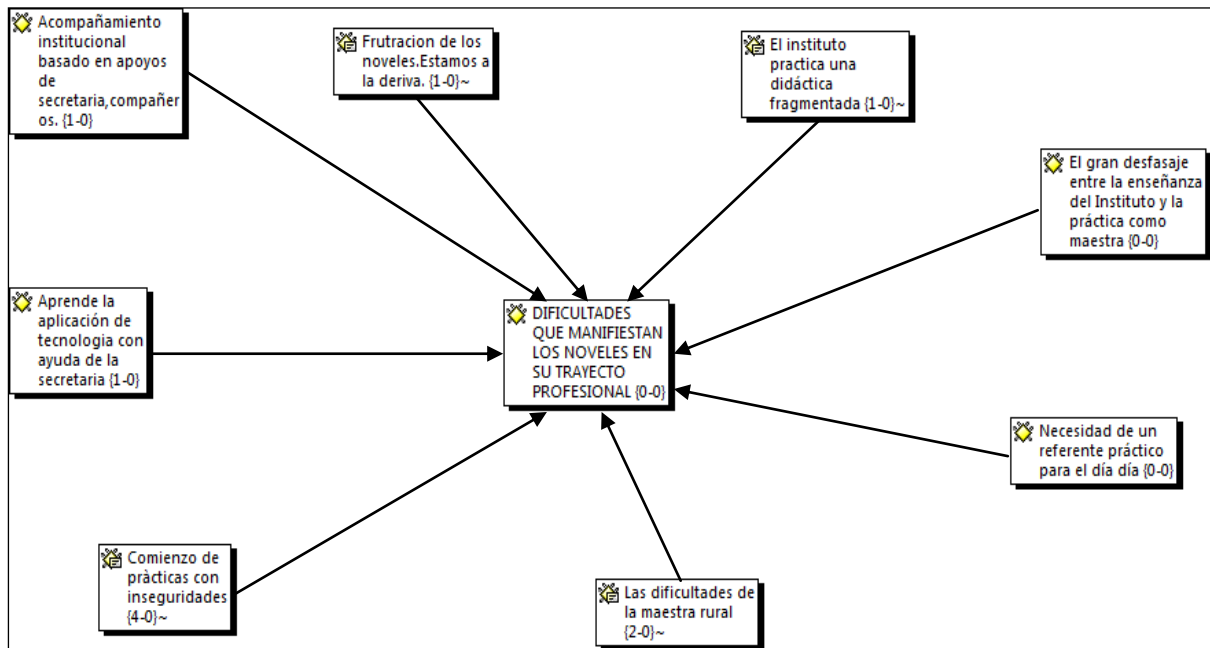 Acompañamiento
institucional
basado en apoyos
de
secretaria,compañer
os. {1-0}
Frutracion de los
noveles.Estamos a
la deriva. {1-0}~
El instituto
practica una
didáctica
fragmentada {1-0}~
El gran desfasaje
entre la enseñanza
del Instituto y la
práctica como
maestra {0-0}
Aprende la
aplicación de
tecnologia con
ayuda de la
secretaria {1-0}
DIFICULTADES
QUE MANIFIESTAN
LOS NOVELES EN
SU TRAYECTO
PROFESIONAL {0-0}
Necesidad de un
referente práctico
para el día día {0-0}
Comienzo de
pràcticas con
inseguridades
{4-0}~
Las dificultades de
la maestra rural
{2-0}~